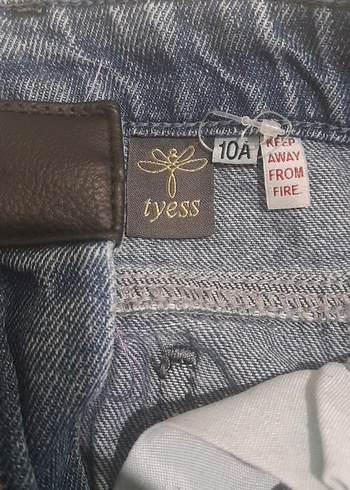 tyess
10A
KEEP
AWAY
FROM
FIRE